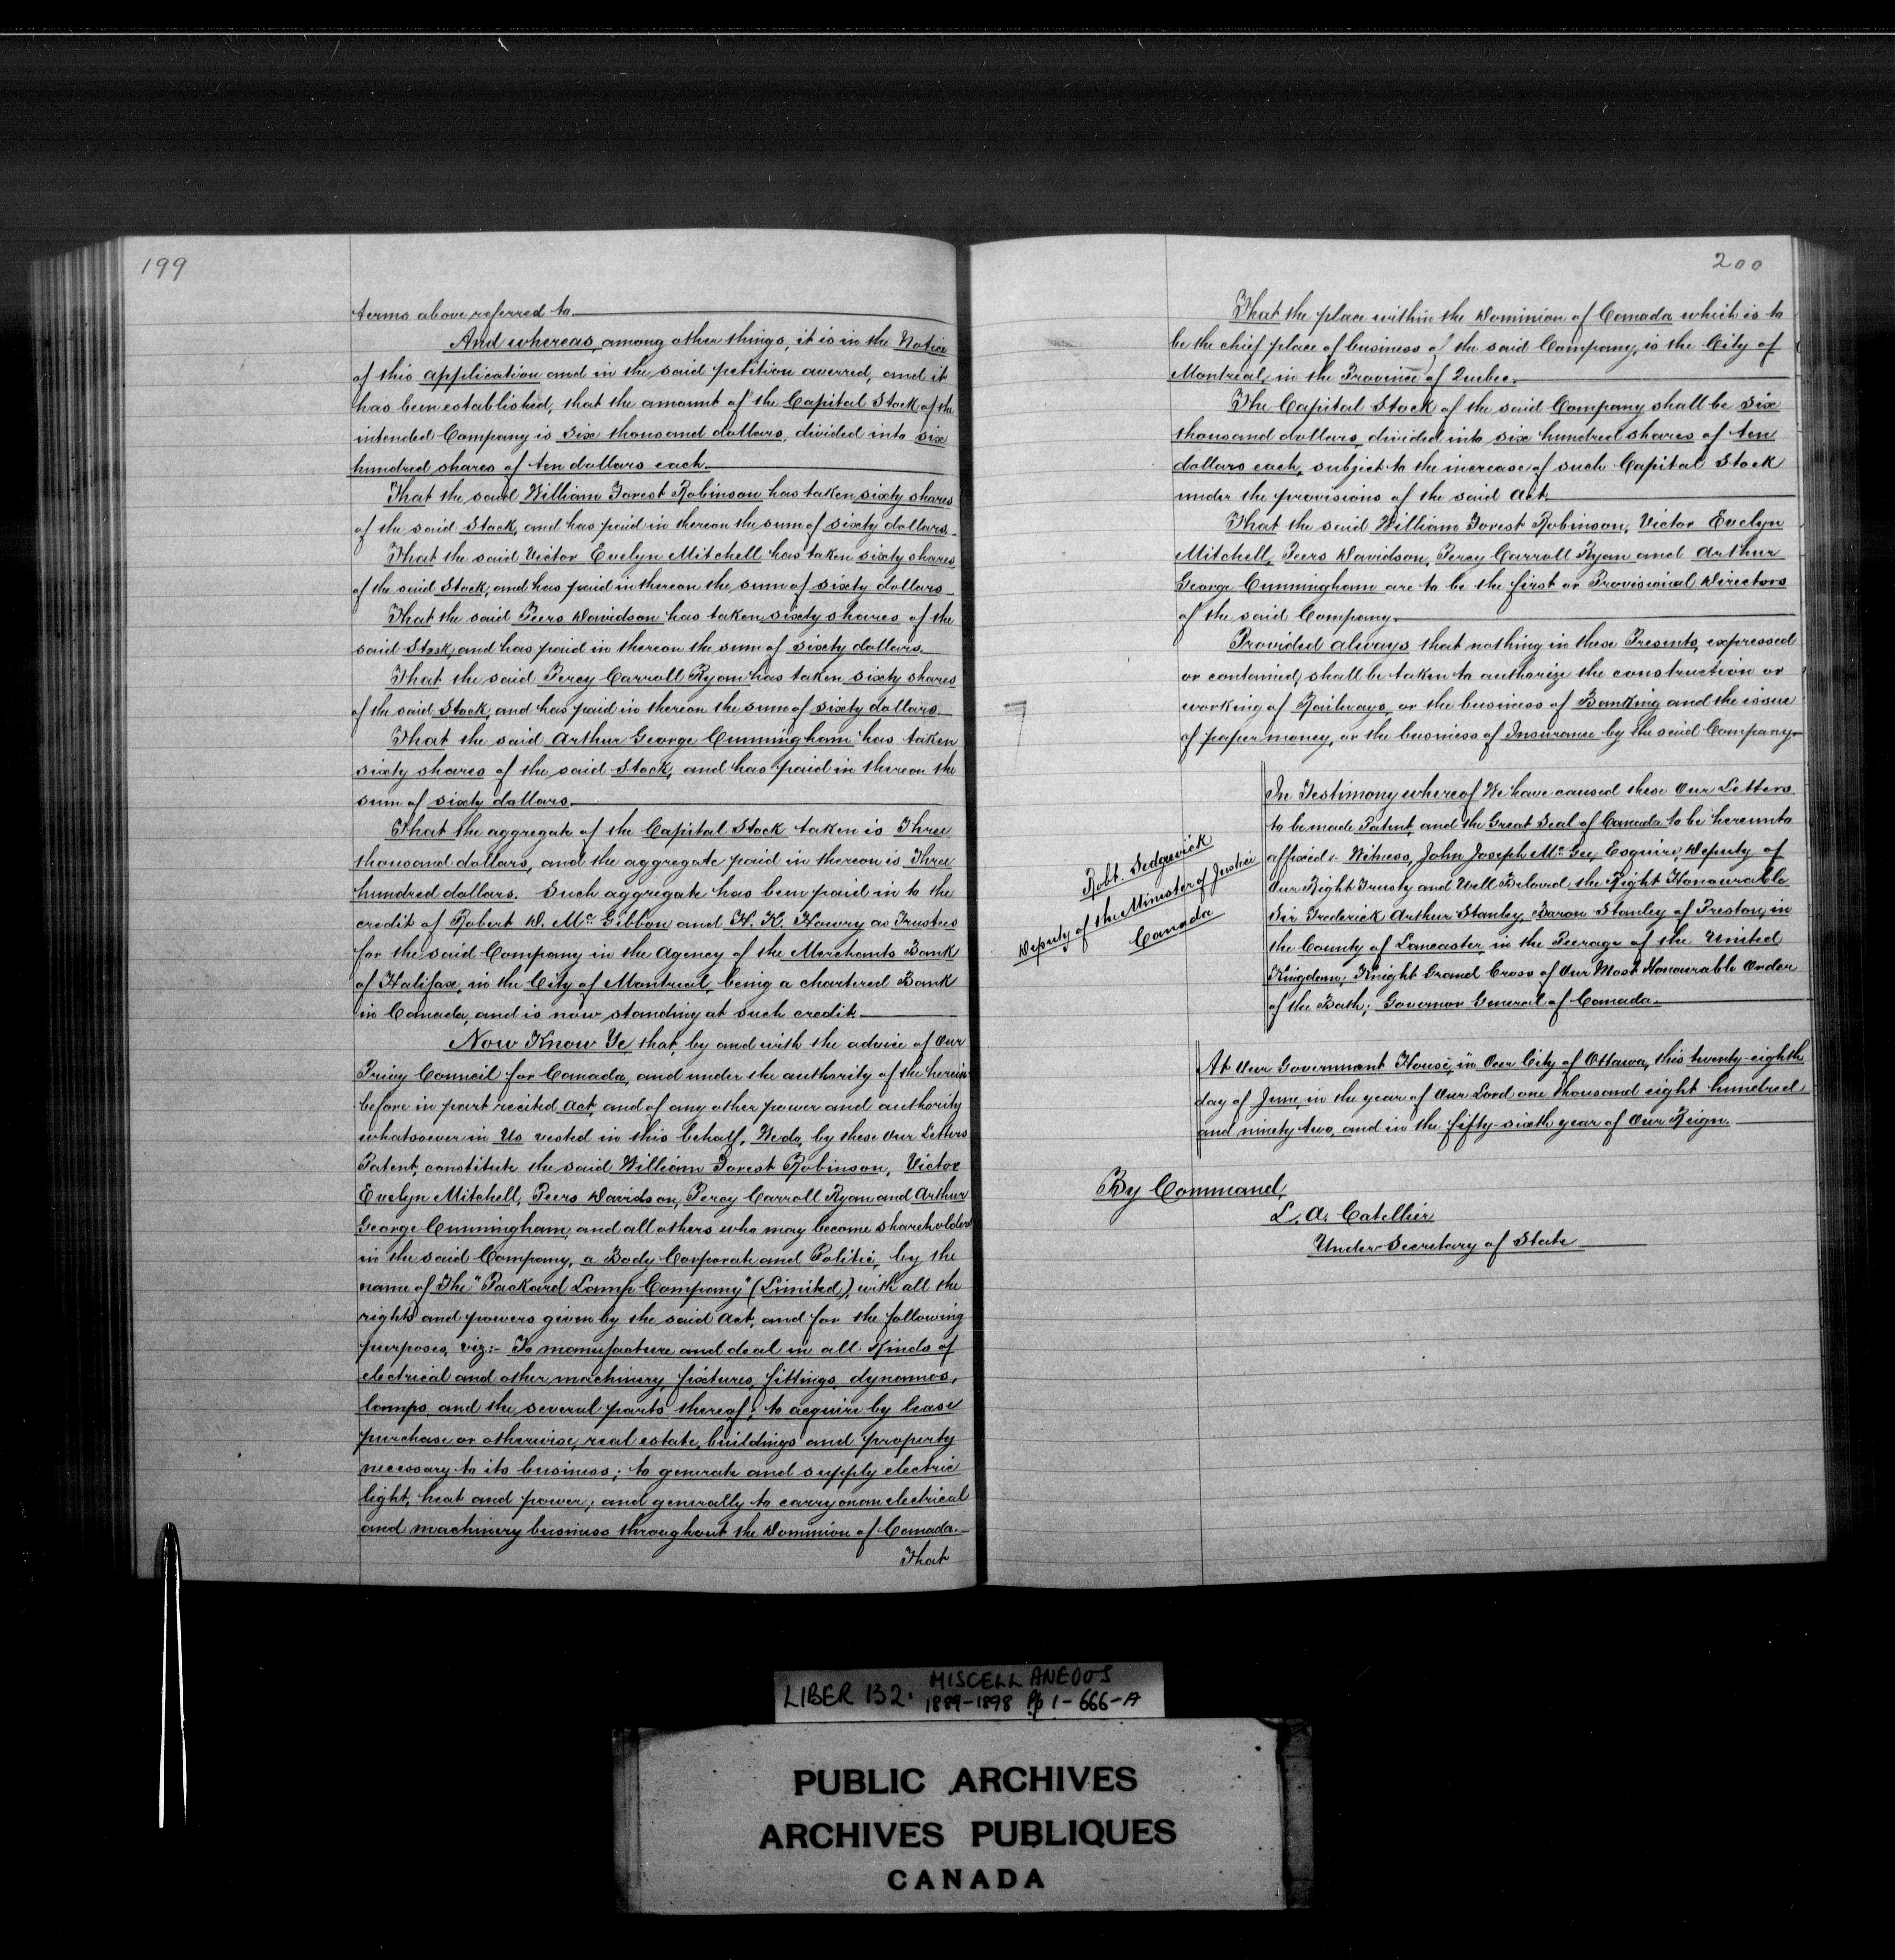 199
terms above referred to
And whereas, among other things, it is in the Notice
of this application and in the said petition averred, and it
has been established, that the amount of the Capital Stock of the
intended Company is six thousand dollars, divided into six
hundred shares of ten dollars each.
That the said William Forest Robinson has taken sixty shares
of the said Stock, and has paid in thereon the sum of sixty dollars.
That the said Victor Evelyn Mitchell has taken sixty shares
of the said Stock, and has paid in thereon the sum of sixty dollars
That the said Peers Davidson has taken sixty shares of the
said Stock, and has paid in thereon the sum of sixty dollars.
That the said Percy Carroll Ryan has taken sixty shares
of the said Stock, and has paid in thereon the sum of sixty dollars.
That the said Arthur George Cunningham has taken
sixty shares of the said Stock, and has paid in thereon the
sum of sixty dollars.
That the aggregate of the Capital Stock taken is Three
thousand dollars, and the aggregate paid in thereon is Three
hundred dollars. Such aggregate has been paid in to the
credit of Robert D. Mc. Gibbon and H. K. Howry as Trustees
for the said Company in the Agency of the Merchants Bank
of Halifax, in the City of Montreal, being a chartered Bank
in Canada, and is now standing at such credit.
Now Know Ye that, by and with the advice of Our
Privy Council for Canada, and under the authority of the herein
before in part recited Act, and of any other power and authority
whatsoever in Us vested in this behalf, We do, by these Our Letters
Patent, constitute the said William Forest Robinson, Victor
Evelyn Mitchell, Peers Davidson, Percy Carroll Ryan and Arthur
George Cunningham, and all others who may become shareholders
in the said Company, a Body Corporate and Politic, by the
name of The "Packard Lamp Company" (Limited), with all the
rights and powers given by the said Act, and for the following
purposes, viz:- To manufacture and deal in all kinds of
electrical and other machinery, fixtures, fittings, dynamos,
lamps, and the several parts thereof; to acquire by lease
purchase or otherwise, real estate, buildings and property
necessary to its business; to generate and supply electric
light, heat and power; and generally to carry on an electrical
and machinery business throughout the Dominion of Canada.
That
200
That the place within the Dominion of Canada which is to
be the chief place of business of the said Company, is the City of
Montreal, in the Province of Quebec.
The Capital Stock of the said Company shall be six
thousand dollars, divided into six hundred shares of ten
dollars each, subject to the increase of such Capital Stock
under the provisions of the said Act.
That the said William Forest Robinson, Victor Evelyn
Mitchell, Peers Davidson, Percy Carroll Ryan and Arthur
George Cunningham are to be the first or Provisional Directors
of the said Company.
Provided always that nothing in these Presents, expressed
or contained, shall be taken to authorize the construction or
working of Railways, or the business of Banking and the issue
of paper money, or the business of Insurance by the said Company.
Robt. Sedgewick
Deputy of the Minister of Justice
Canada
In Testimony whereof We have caused these Our Letters
to be made Patent, and the Great Seal of Canada to be hereunto
affixed: Witness, John Joseph Mc Gee, Esquire, Deputy of
Our Right Trusty and Well Beloved, the Right Honourable
Sir Frederick Arthur Stanley, Baron Stanley of Preston, in
the County of Lancaster, in the Peerage of the United
Kingdom; Knight Grand Cross of Our Most Honourable Order
of the Bath; Governor General of Canada.
At Our Government House, in Our City of Ottawa, this twenty-eighth
day of June, in the year of Our Lord one thousand eight hundred
and ninety two, and in the fifty-sixth year of Our Reign.
By Command,
L. A. Catellier
Under-Secretary of State
LIBER 132. MISCELLANEOUS
1889-1898 Pp 1-666-A
PUBLIC ARCHIVES
ARCHIVES PUBLIQUES
CANADA